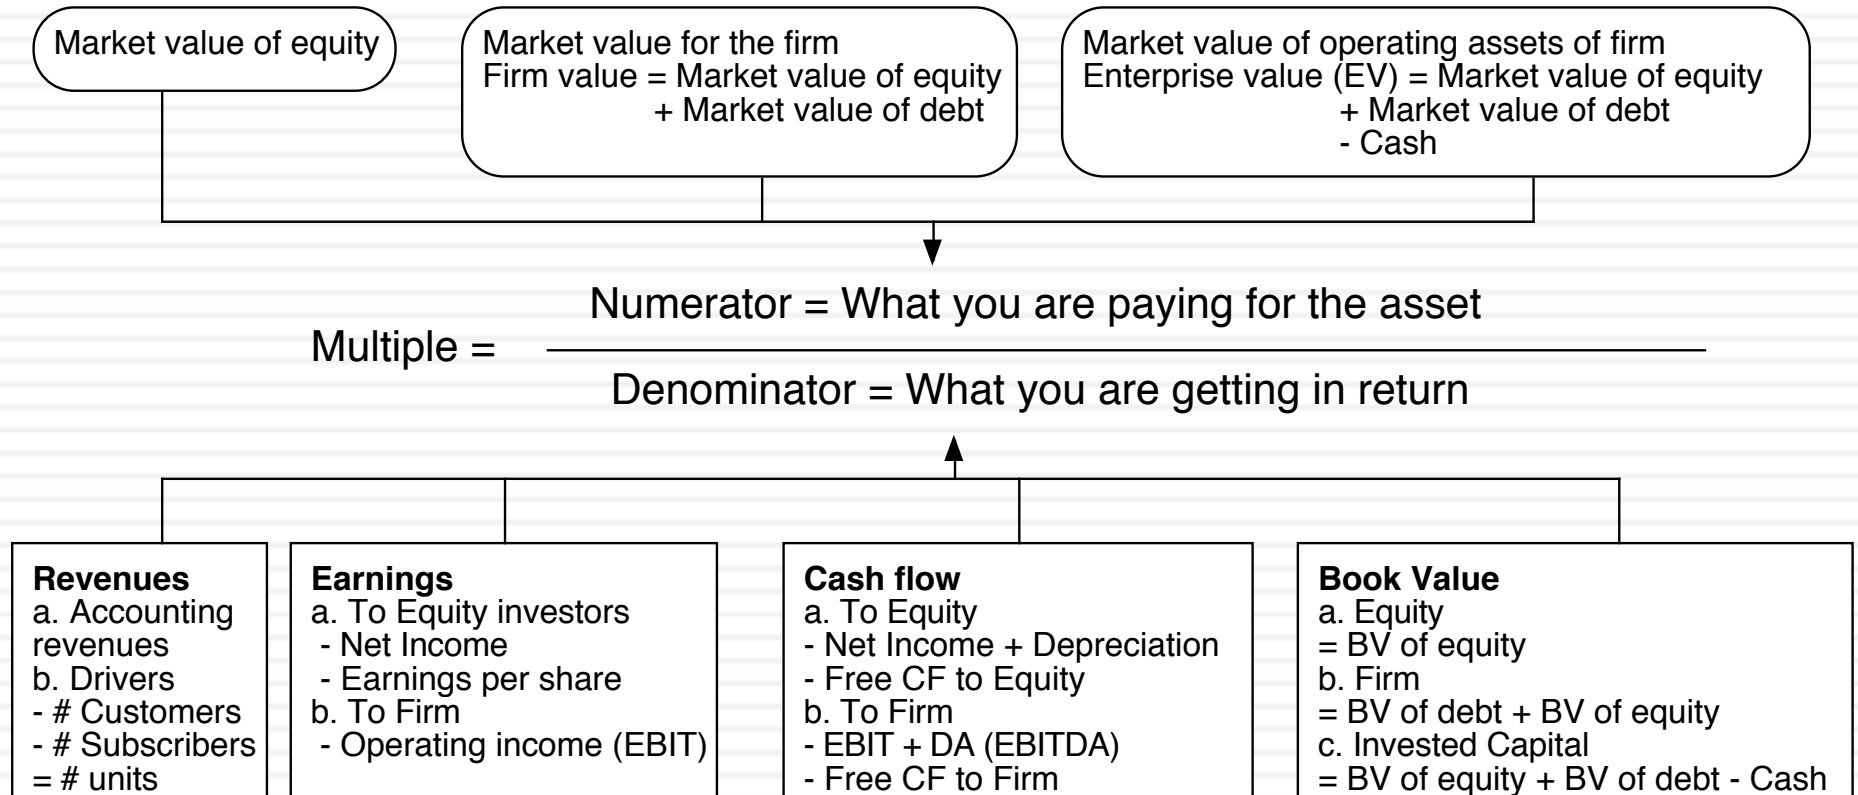 Market value of equity
Market value for the firm
Firm value = Market value of equity
+ Market value of debt
Market value of operating assets of firm
Enterprise value (EV) = Market value of equity
+ Market value of debt
- Cash
Numerator = What you are paying for the asset
Multiple =
Denominator = What you are getting in return
Revenues
a. Accounting
revenues
b. Drivers
- # Customers
- # Subscribers
= # units
Earnings
a. To Equity investors
- Net Income
- Earnings per share
b. To Firm
- Operating income (EBIT)
Cash flow
a. To Equity
- Net Income + Depreciation
- Free CF to Equity
b. To Firm
- EBIT + DA (EBITDA)
- Free CF to Firm
Book Value
a. Equity
= BV of equity
b. Firm
= BV of debt + BV of equity
c. Invested Capital
= BV of equity + BV of debt - Cash